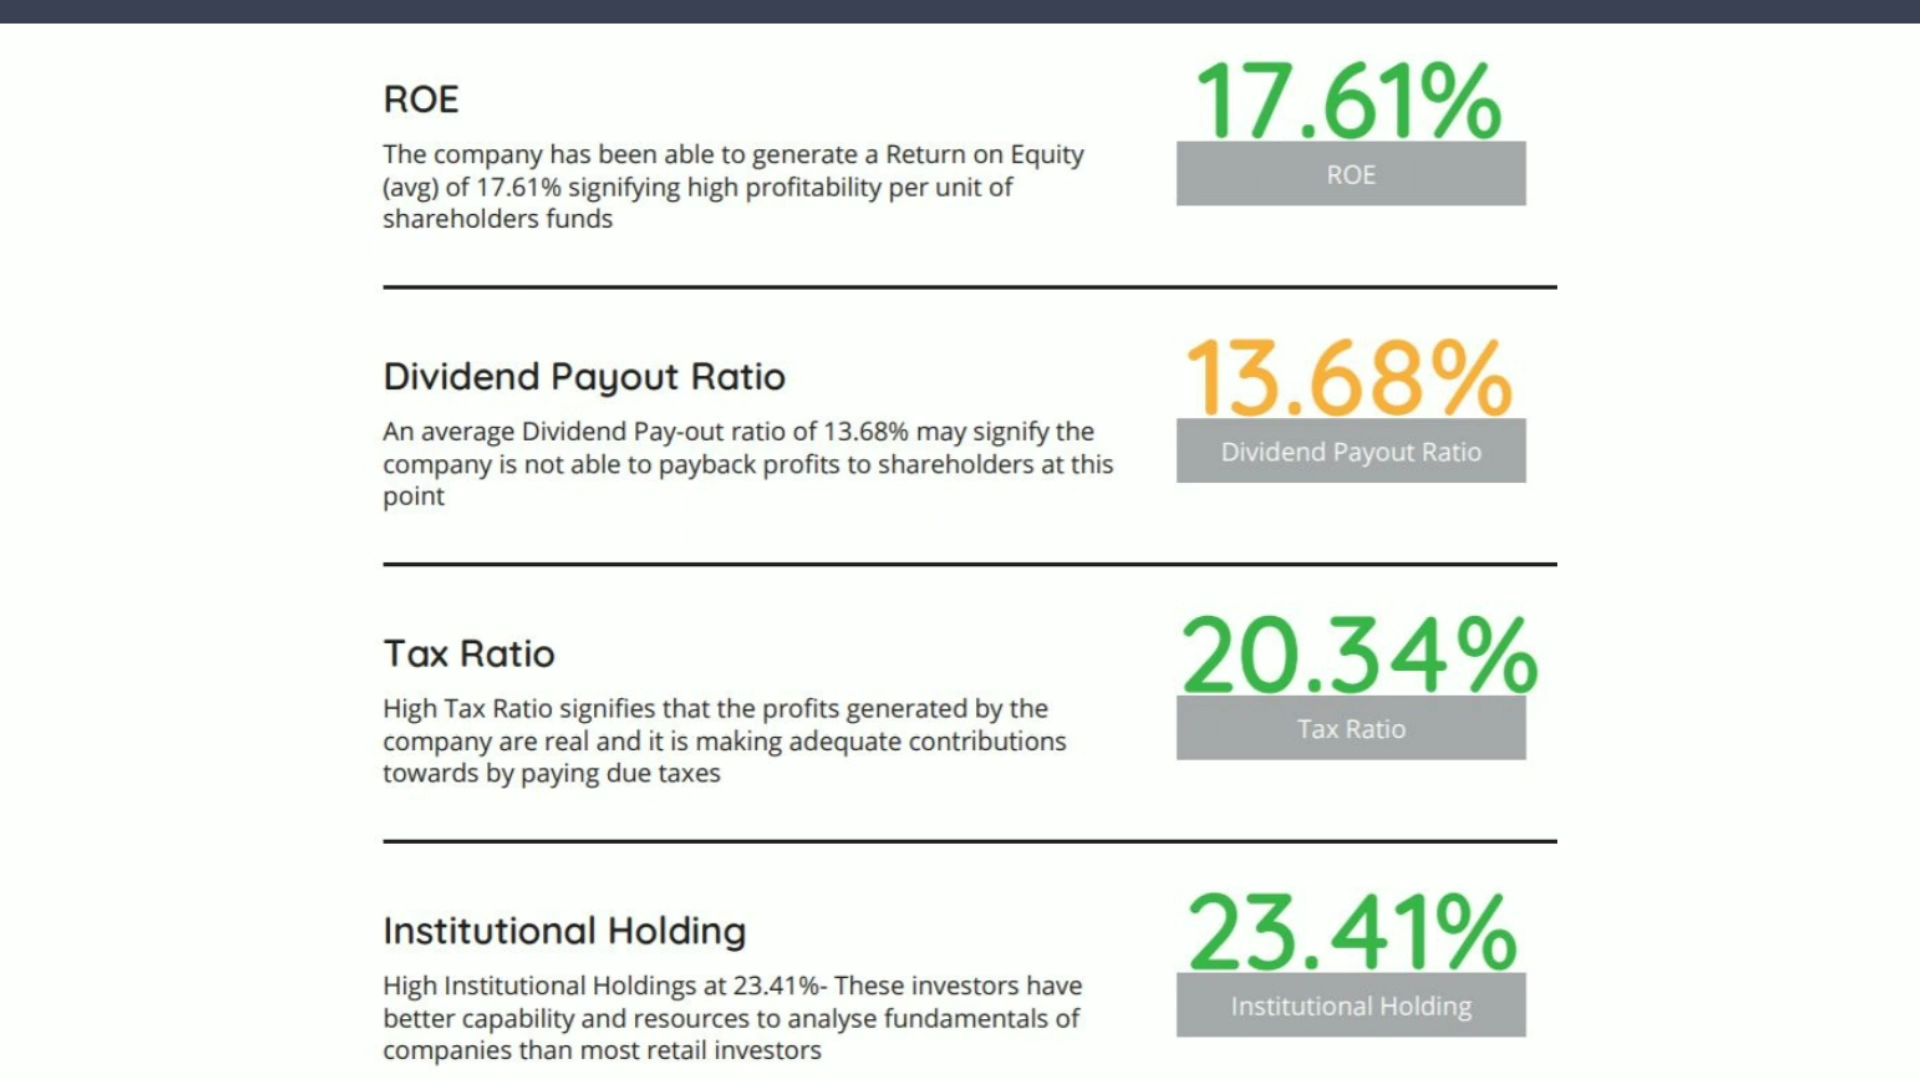 ROE
17.61%
The company has been able to generate a Return on Equity
(avg) of 17.61% signifying high profitability per unit of
shareholders funds
ROE
Dividend Payout Ratio
13.68%
An average Dividend Pay-out ratio of 13.68% may signify the
company is not able to payback profits to shareholders at this
point
Dividend Payout Ratio
Tax Ratio
20.34%
High Tax Ratio signifies that the profits generated by the
company are real and it is making adequate contributions
towards by paying due taxes
Tax Ratio
Institutional Holding
23.41%
High Institutional Holdings at 23.41%- These investors have
better capability and resources to analyse fundamentals of
companies than most retail investors
Institutional Holding